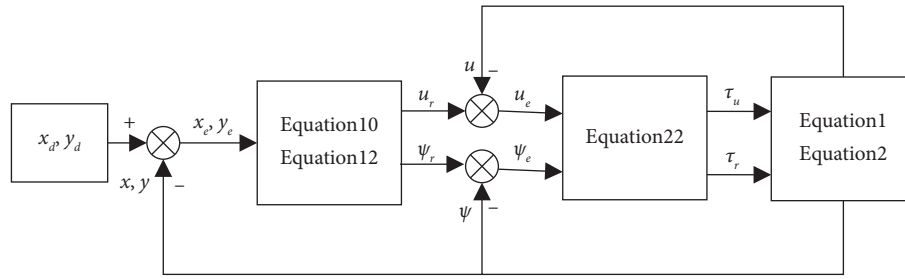 x_d, y_d
+
x, y
−
x_e, y_e
Equation10
Equation12
u_r
ψ_r
u
−
ψ
−
u_e
ψ_e
Equation22
τ_u
τ_r
Equation1
Equation2